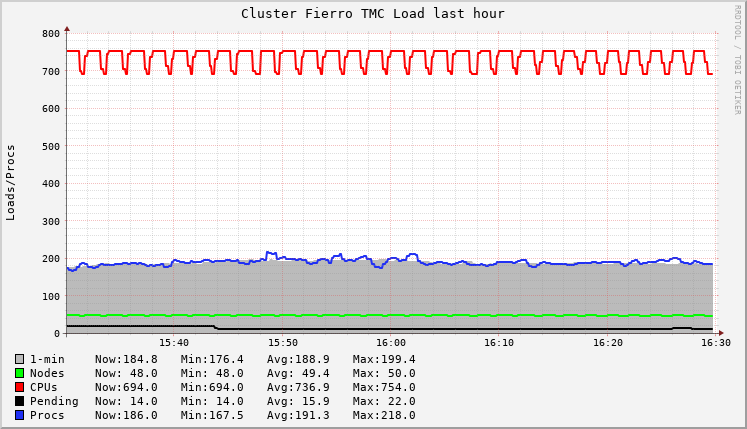 Cluster Fierro TMC Load last hour
RRDTOOL / TOBI OETIKER
Loads/Procs
800
700
600
500
400
300
200
100
0
15:40 15:50 16:00 16:10 16:20 16:30
1-min Now:184.8 Min:176.4 Avg:188.9 Max:199.4
Nodes Now: 48.0 Min: 48.0 Avg: 49.4 Max: 50.0
CPUs Now:694.0 Min:694.0 Avg:736.9 Max:754.0
Pending Now: 14.0 Min: 14.0 Avg: 15.9 Max: 22.0
Procs Now:186.0 Min:167.5 Avg:191.3 Max:218.0